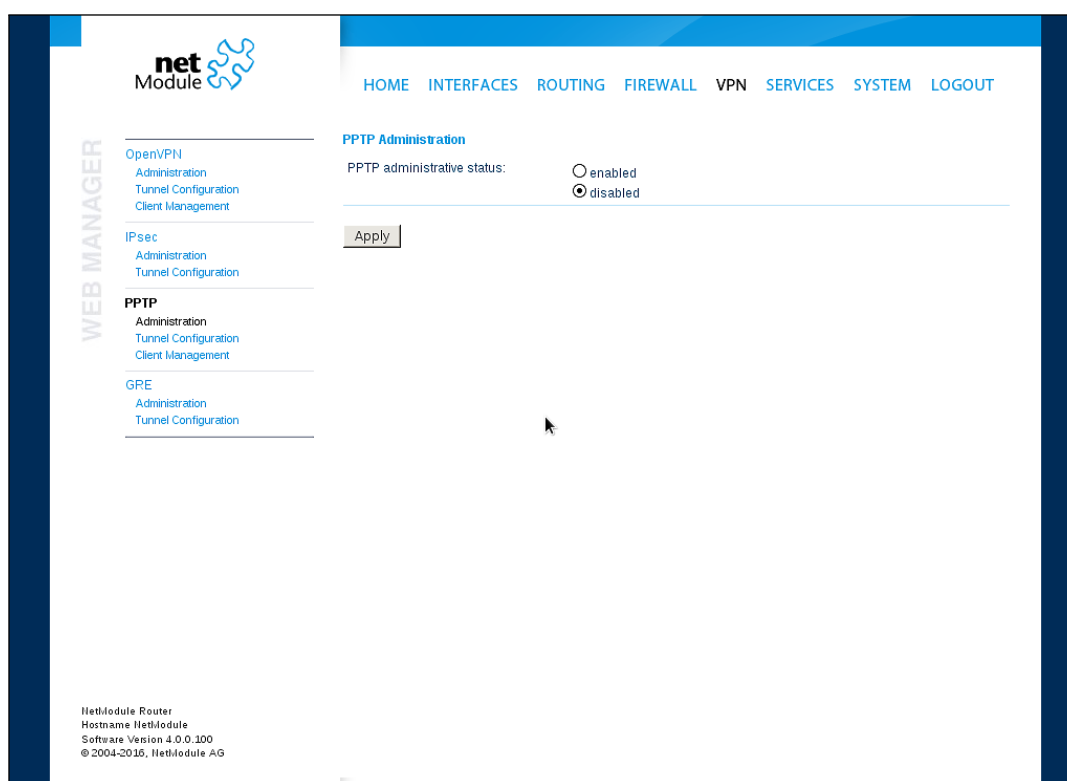 net
Module
HOME INTERFACES ROUTING FIREWALL VPN SERVICES SYSTEM LOGOUT
WEB MANAGER
OpenVPN
Administration
Tunnel Configuration
Client Management
IPsec
Administration
Tunnel Configuration
PPTP
Administration
Tunnel Configuration
Client Management
GRE
Administration
Tunnel Configuration
PPTP Administration
PPTP administrative status:
enabled
disabled
Apply
NetModule Router
Hostname NetModule
Software Version 4.0.0.100
© 2004-2016, NetModule AG